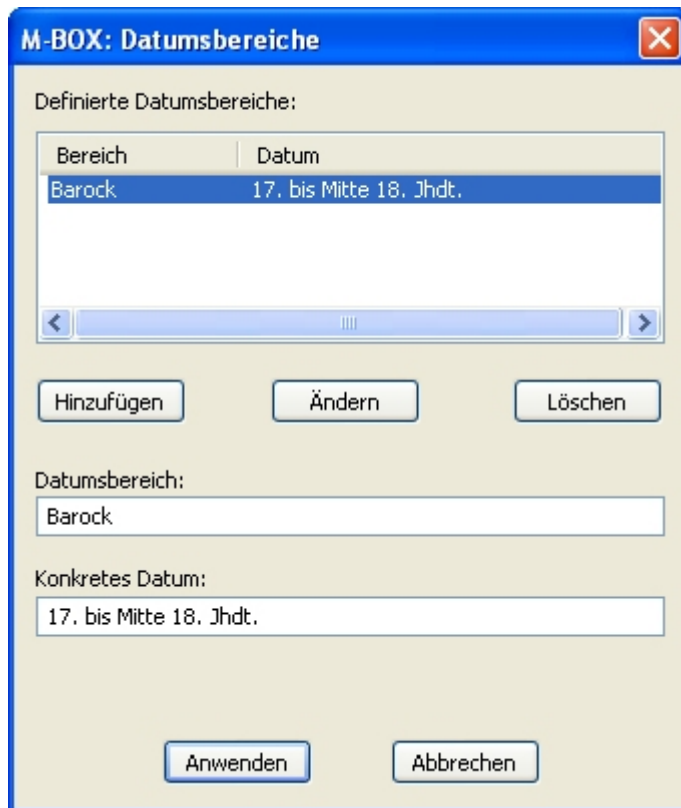 M-BOX: Datumsbereiche
Definierte Datumsbereiche:
Bereich Datum
Barock 17. bis Mitte 18. Jhdt.
Hinzufügen Ändern Löschen
Datumsbereich:
Barock
Konkretes Datum:
17. bis Mitte 18. Jhdt.
Anwenden Abbrechen